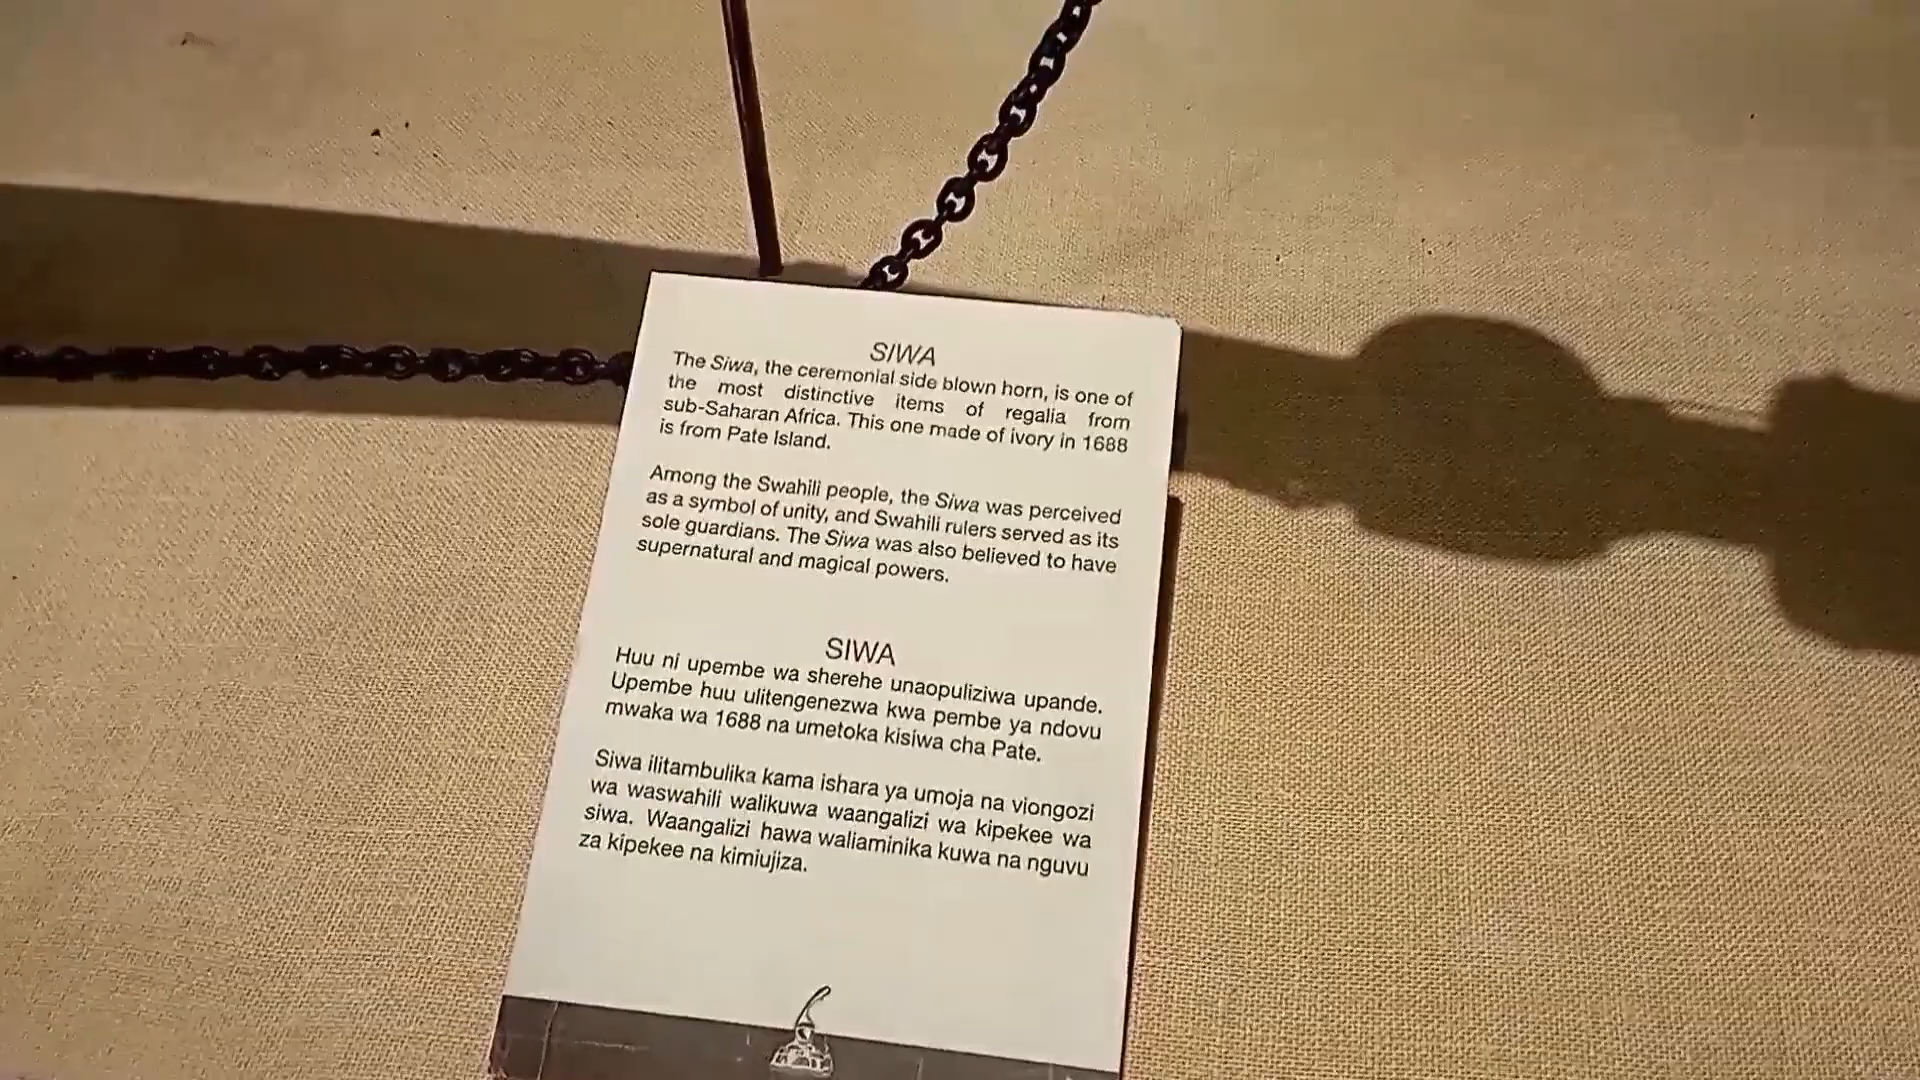 SIWA
The Siwa, the ceremonial side blown horn, is one of
the most distinctive items of regalia from
sub-Saharan Africa. This one made of ivory in 1688
is from Pate Island.
Among the Swahili people, the Siwa was perceived
as a symbol of unity, and Swahili rulers served as its
sole guardians. The Siwa was also believed to have
supernatural and magical powers.
SIWA
Huu ni upembe wa sherehe unaopuliziwa upande.
Upembe huu ulitengenezwa kwa pembe ya ndovu
mwaka wa 1688 na umetoka kisiwa cha Pate.
Siwa ilitambulika kama ishara ya umoja na viongozi
wa waswahili walikuwa waangalizi wa kipekee wa
siwa. Waangalizi hawa waliaminika kuwa na nguvu
za kipekee na kimiujiza.